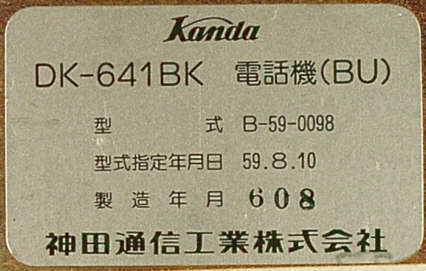 Kanda
DK-641BK 電話機(BU)
型 式 B-59-0098
型式指定年月日 59.8.10
製造年月 608
神田通信工業株式会社